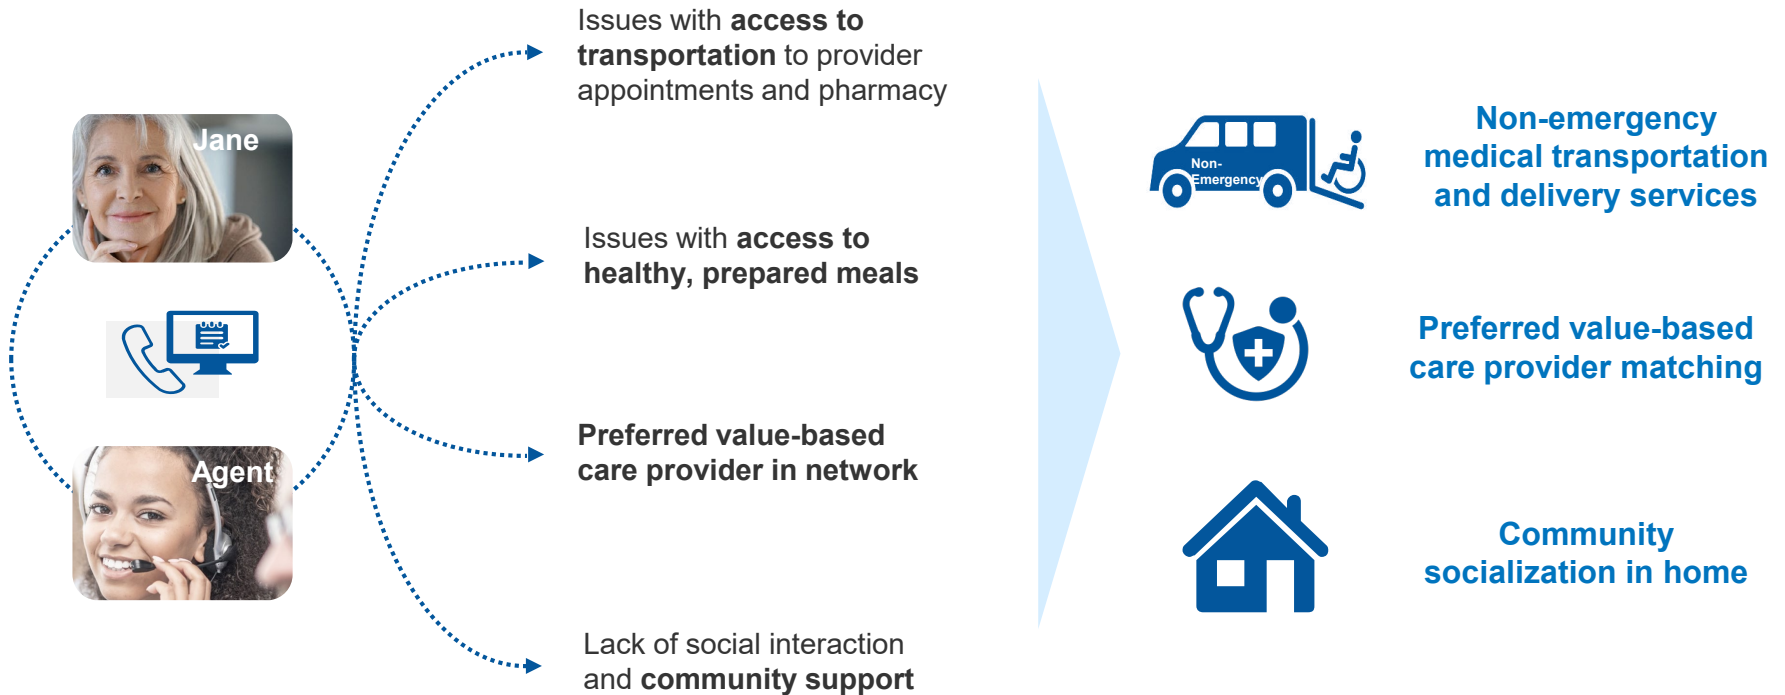 Jane
Agent
Issues with access to
transportation to provider
appointments and pharmacy
Issues with access to
healthy, prepared meals
Preferred value-based
care provider in network
Lack of social interaction
and community support
Non-
Emergency
Non-emergency
medical transportation
and delivery services
Preferred value-based
care provider matching
Community
socialization in home